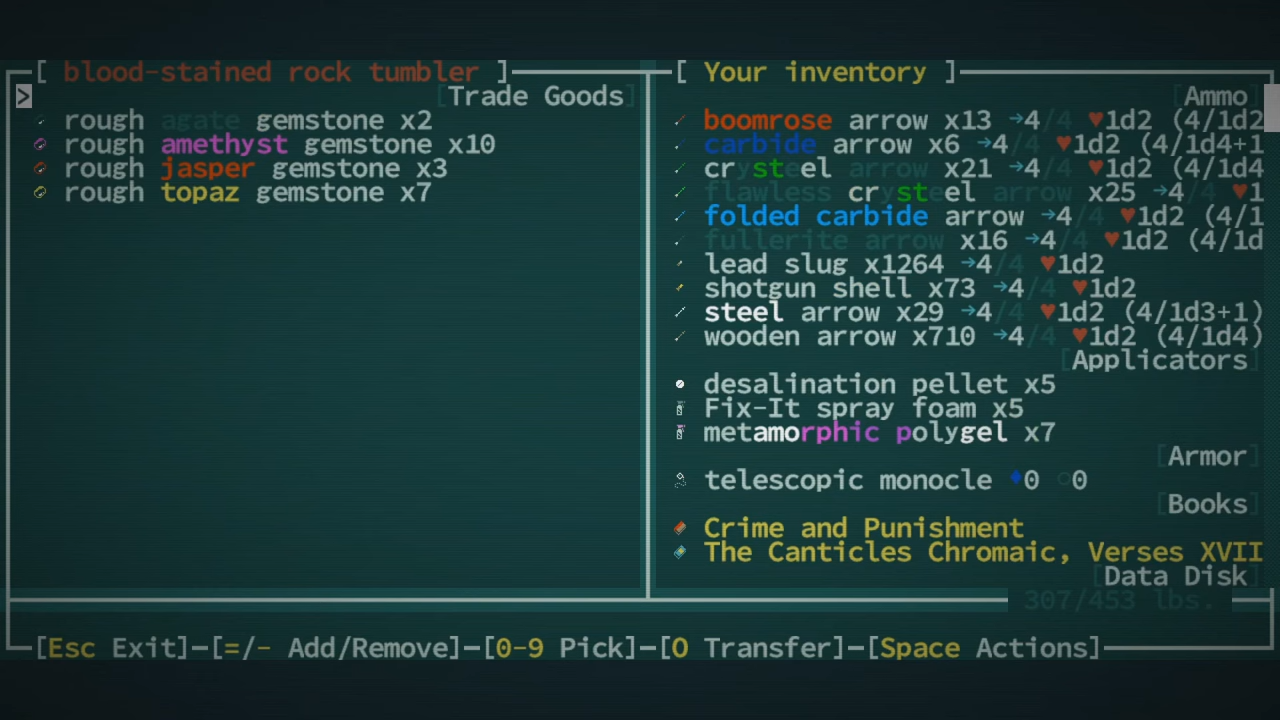 [ blood-stained rock tumbler ]
>
[Trade Goods]
rough agate gemstone x2
rough amethyst gemstone x10
rough jasper gemstone x3
rough topaz gemstone x7
[ Your inventory ]
[Ammo]
boomrose arrow x13 →4/4 ♥1d2 (4/1d2
carbide arrow x6 →4/4 ♥1d2 (4/1d4+1
crysteel arrow x21 →4/4 ♥1d2 (4/1d4
flawless crysteel arrow x25 →4/4 ♥1
folded carbide arrow →4/4 ♥1d2 (4/1
fullerite arrow x16 →4/4 ♥1d2 (4/1d
lead slug x1264 →4/4 ♥1d2
shotgun shell x73 →4/4 ♥1d2
steel arrow x29 →4/4 ♥1d2 (4/1d3+1)
wooden arrow x710 →4/4 ♥1d2 (4/1d4)
[Applicators]
desalination pellet x5
Fix-It spray foam x5
metamorphic polygel x7
[Armor]
telescopic monocle ♦0 ○0
[Books]
Crime and Punishment
The Canticles Chromaic, Verses XVII
[Data Disk]
307/453 lbs.
[Esc Exit]-[=/- Add/Remove]-[0-9 Pick]-[O Transfer]-[Space Actions]